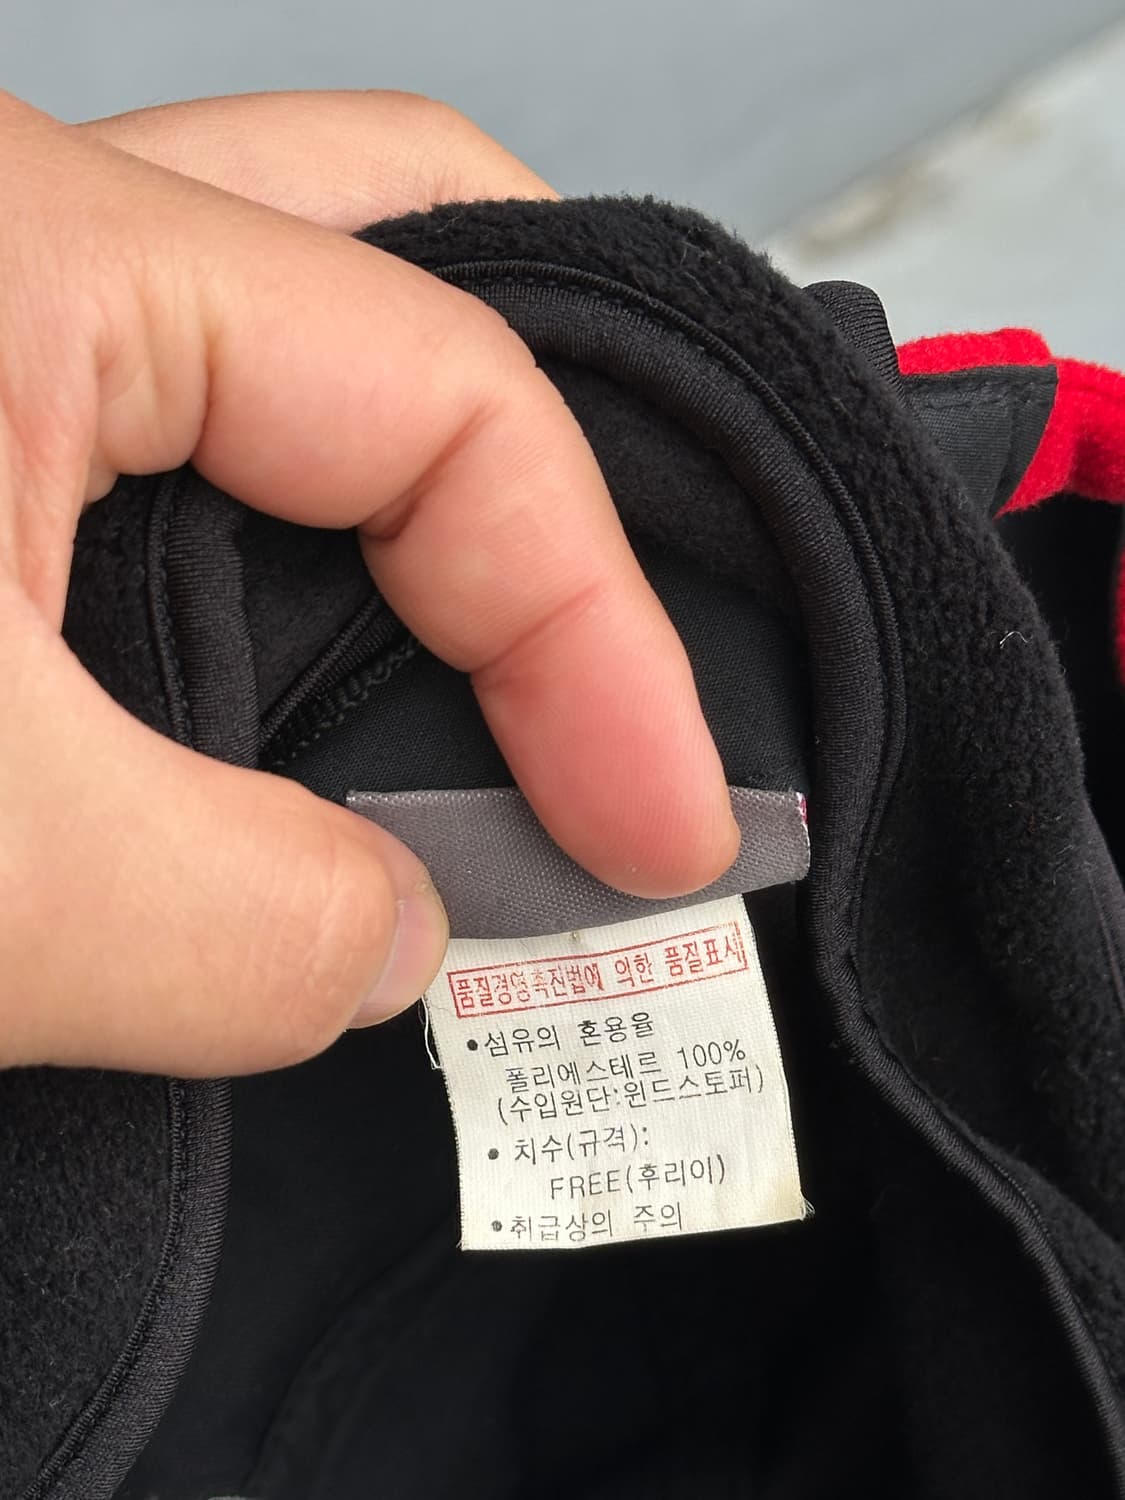 품질경영촉진법에 의한 품질표시
•섬유의 혼용율
폴리에스테르 100%
(수입원단:윈드스토퍼)
• 치수(규격):
FREE(후리이)
•취급상의 주의